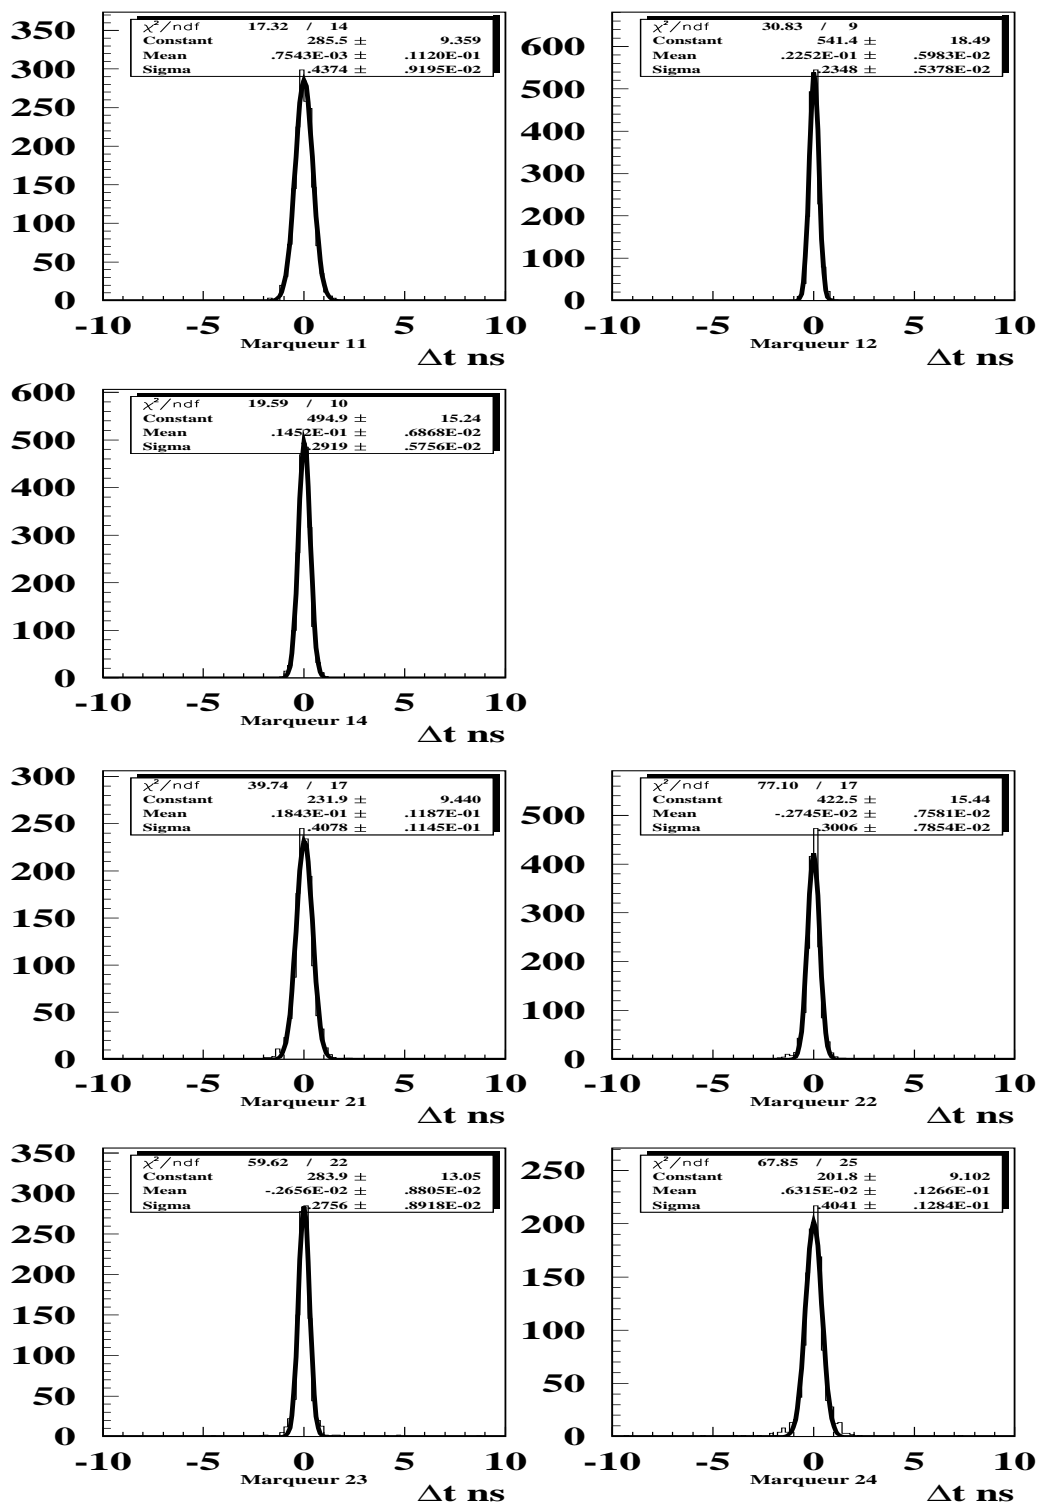 χ²/ndf 17.32 / 14
Constant 285.5 ± 9.359
Mean .7543E-03 ± .1120E-01
Sigma .4374 ± .9195E-02
350
300
250
200
150
100
50
0
-10 -5 0 5 10
Marqueur 11
Δt ns
χ²/ndf 30.83 / 9
Constant 541.4 ± 18.49
Mean .2252E-01 ± .5983E-02
Sigma .2348 ± .5378E-02
600
500
400
300
200
100
0
-10 -5 0 5 10
Marqueur 12
Δt ns
χ²/ndf 19.59 / 10
Constant 494.9 ± 15.24
Mean .1452E-01 ± .6868E-02
Sigma .2919 ± .5756E-02
600
500
400
300
200
100
0
-10 -5 0 5 10
Marqueur 14
Δt ns
χ²/ndf 39.74 / 17
Constant 231.9 ± 9.440
Mean .1843E-01 ± .1187E-01
Sigma .4078 ± .1145E-01
300
250
200
150
100
50
0
-10 -5 0 5 10
Marqueur 21
Δt ns
χ²/ndf 77.10 / 17
Constant 422.5 ± 15.44
Mean -.2745E-02 ± .7581E-02
Sigma .3006 ± .7854E-02
500
400
300
200
100
0
-10 -5 0 5 10
Marqueur 22
Δt ns
χ²/ndf 59.62 / 22
Constant 283.9 ± 13.05
Mean -.2656E-02 ± .8805E-02
Sigma .2756 ± .8918E-02
350
300
250
200
150
100
50
0
-10 -5 0 5 10
Marqueur 23
Δt ns
χ²/ndf 67.85 / 25
Constant 201.8 ± 9.102
Mean .6315E-02 ± .1266E-01
Sigma .4041 ± .1284E-01
250
200
150
100
50
0
-10 -5 0 5 10
Marqueur 24
Δt ns